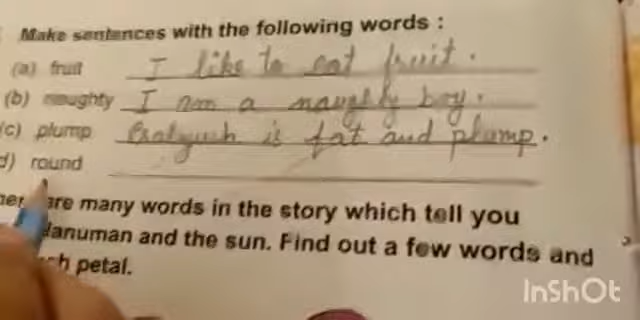 Make sentences with the following words :
(a) fruit I like to eat fruit.
(b) naughty I am a naughty boy.
(c) plump is fat and plump.
d) round
are many words in the story which tell you
Hanuman and the sun. Find out a few words and
petal.
InShOt